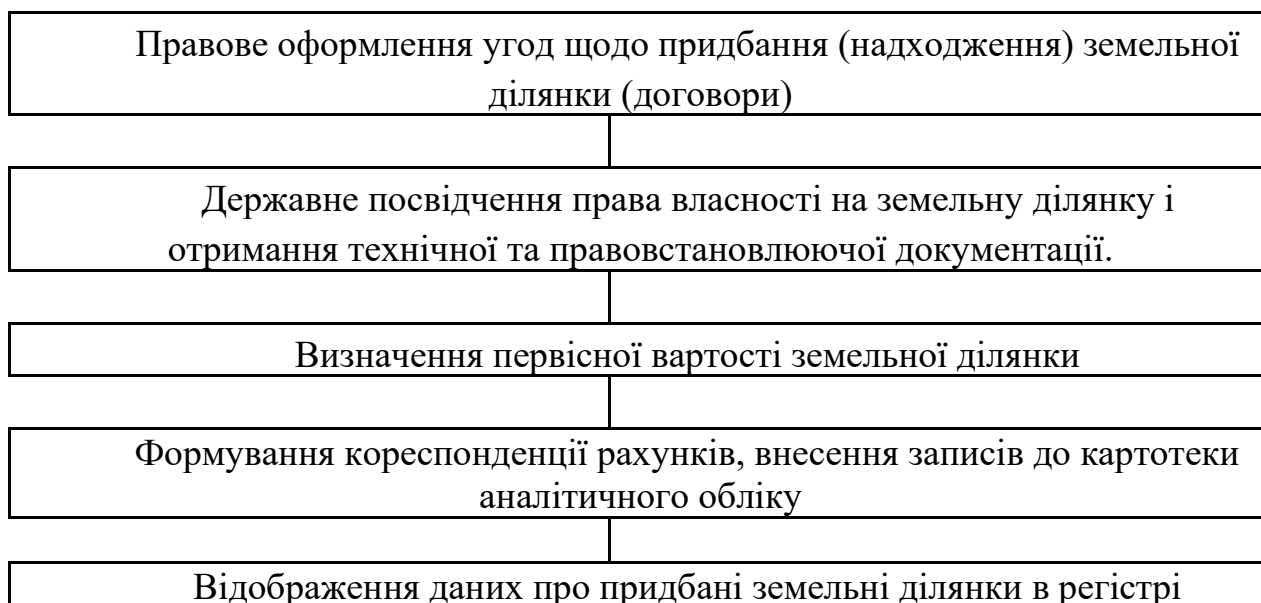 Правове оформлення угод щодо придбання (надходження) земельної
ділянки (договори)
Державне посвідчення права власності на земельну ділянку і
отримання технічної та правовстановлюючої документації.
Визначення первісної вартості земельної ділянки
Формування кореспонденції рахунків, внесення записів до картотеки
аналітичного обліку
Відображення даних про придбані земельні ділянки в регістрі